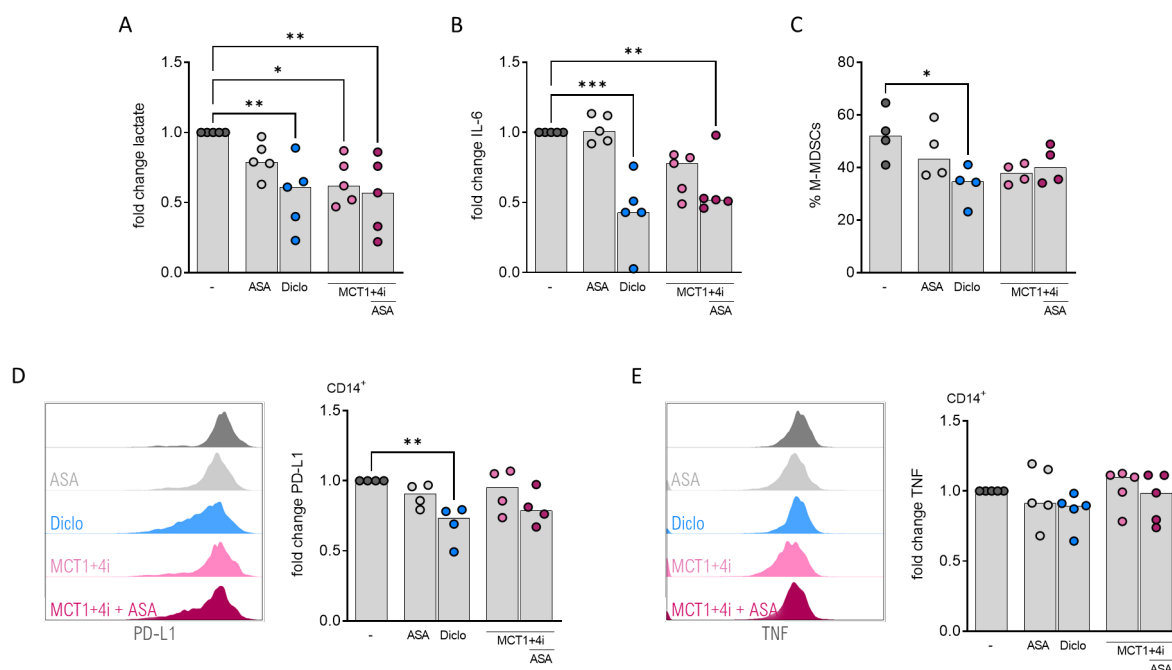 A
B
C
fold change lactate
1.5
1.0
0.5
0.0
**
*
**
-
ASA
Diclo
MCT1+4i
ASA
fold change IL-6
1.5
1.0
0.5
0.0
**
***
-
ASA
Diclo
MCT1+4i
ASA
% M-MDSCs
80
60
40
20
0
*
-
ASA
Diclo
MCT1+4i
ASA
D
ASA
Diclo
MCT1+4i
MCT1+4i + ASA
PD-L1
CD14⁺
fold change PD-L1
1.5
1.0
0.5
0.0
**
-
ASA
Diclo
MCT1+4i
ASA
E
ASA
Diclo
MCT1+4i
MCT1+4i + ASA
TNF
CD14⁺
fold change TNF
1.5
1.0
0.5
0.0
-
ASA
Diclo
MCT1+4i
ASA